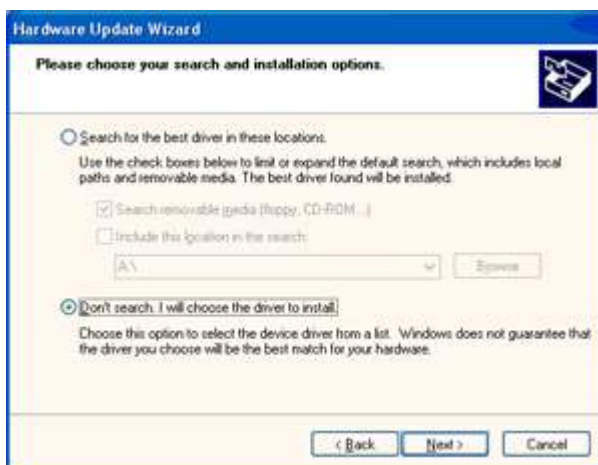 Hardware Update Wizard
Please choose your search and installation options.
Search for the best driver in these locations.
Use the check boxes below to limit or expand the default search, which includes local
paths and removable media. The best driver found will be installed.
Search removable media (floppy, CD-ROM...)
Include this location in the search:
A:\
Browse
Don't search. I will choose the driver to install.
Choose this option to select the device driver from a list. Windows does not guarantee that
the driver you choose will be the best match for your hardware.
< Back
Next >
Cancel